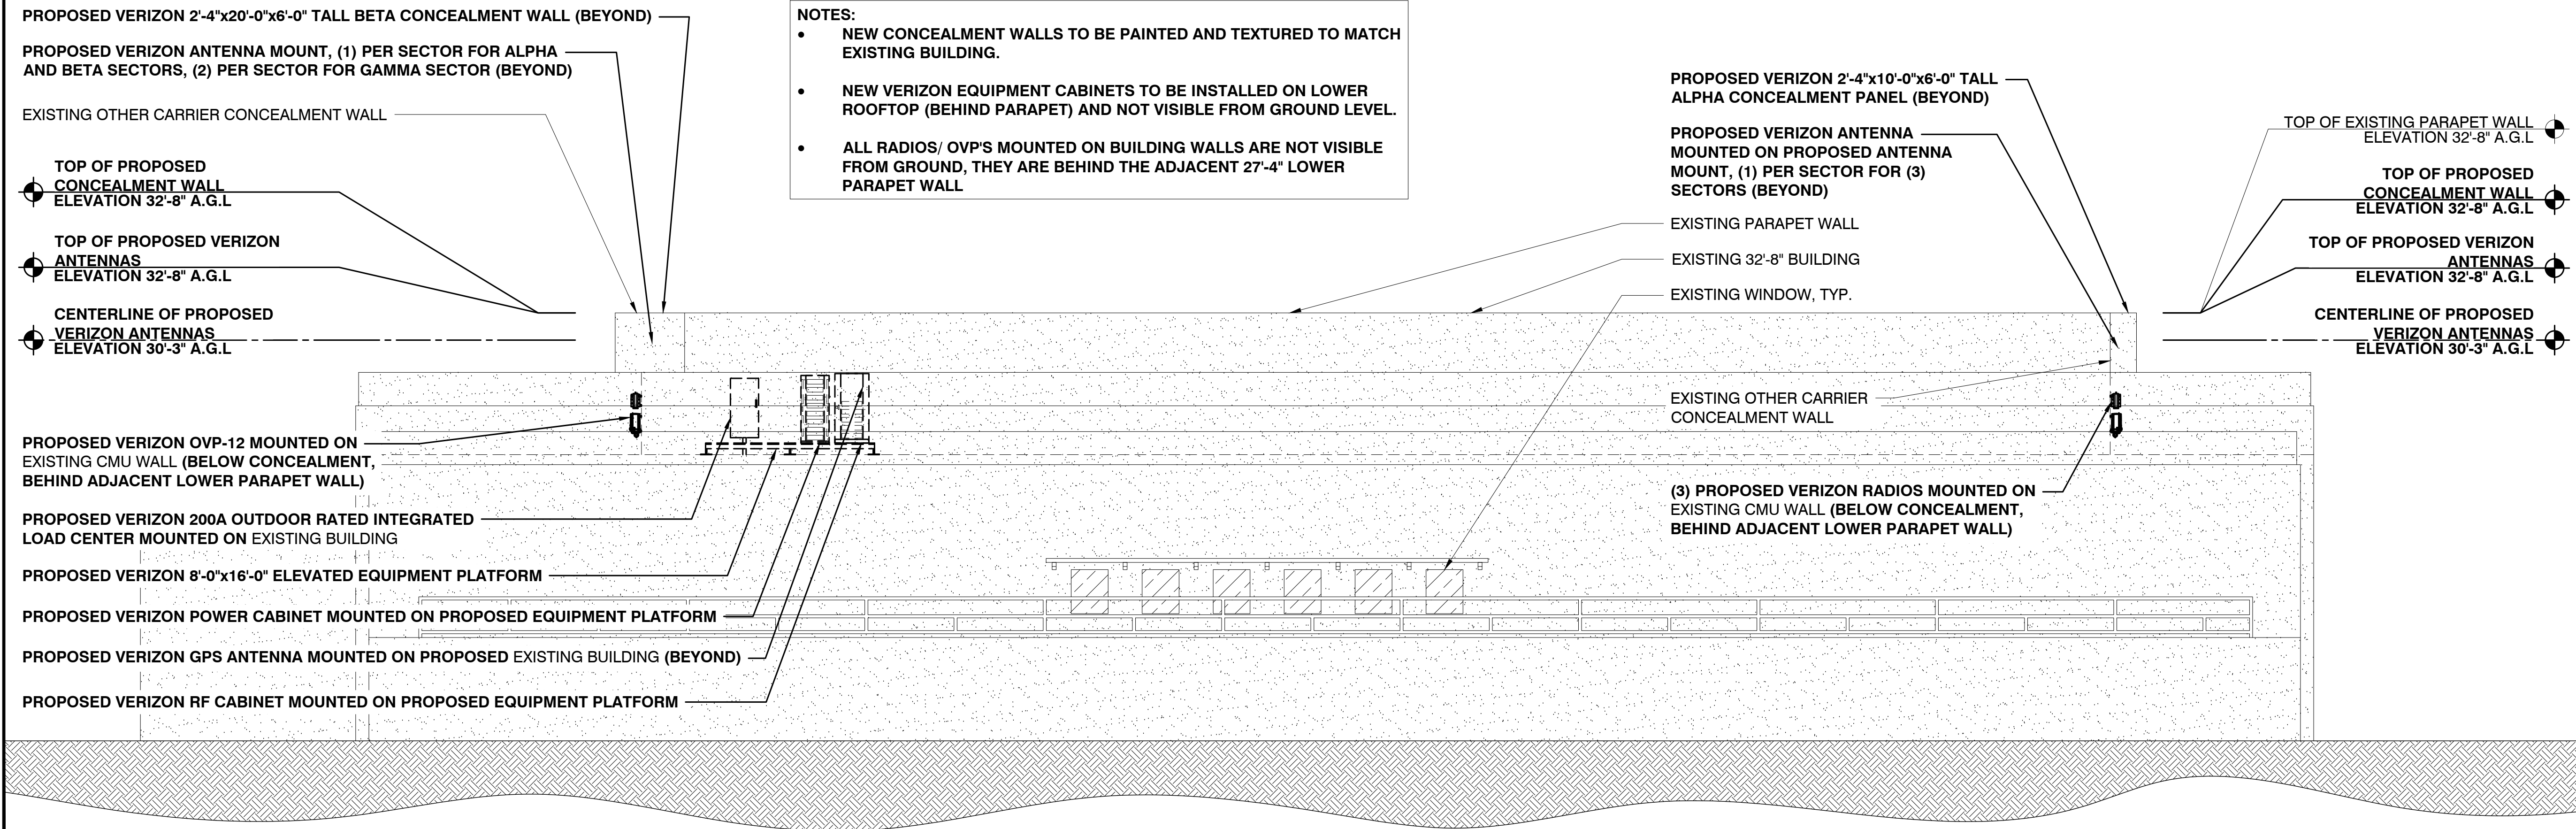 PROPOSED VERIZON 2'-4"x20'-0"x6'-0" TALL BETA CONCEALMENT WALL (BEYOND)
PROPOSED VERIZON ANTENNA MOUNT, (1) PER SECTOR FOR ALPHA
AND BETA SECTORS, (2) PER SECTOR FOR GAMMA SECTOR (BEYOND)
EXISTING OTHER CARRIER CONCEALMENT WALL
TOP OF PROPOSED
CONCEALMENT WALL
ELEVATION 32'-8" A.G.L
TOP OF PROPOSED VERIZON
ANTENNAS
ELEVATION 32'-8" A.G.L
CENTERLINE OF PROPOSED
VERIZON ANTENNAS
ELEVATION 30'-3" A.G.L
PROPOSED VERIZON OVP-12 MOUNTED ON
EXISTING CMU WALL (BELOW CONCEALMENT,
BEHIND ADJACENT LOWER PARAPET WALL)
PROPOSED VERIZON 200A OUTDOOR RATED INTEGRATED
LOAD CENTER MOUNTED ON EXISTING BUILDING
PROPOSED VERIZON 8'-0"x16'-0" ELEVATED EQUIPMENT PLATFORM
PROPOSED VERIZON POWER CABINET MOUNTED ON PROPOSED EQUIPMENT PLATFORM
PROPOSED VERIZON GPS ANTENNA MOUNTED ON PROPOSED EXISTING BUILDING (BEYOND)
PROPOSED VERIZON RF CABINET MOUNTED ON PROPOSED EQUIPMENT PLATFORM
NOTES:
• NEW CONCEALMENT WALLS TO BE PAINTED AND TEXTURED TO MATCH
EXISTING BUILDING.
• NEW VERIZON EQUIPMENT CABINETS TO BE INSTALLED ON LOWER
ROOFTOP (BEHIND PARAPET) AND NOT VISIBLE FROM GROUND LEVEL.
• ALL RADIOS/ OVP'S MOUNTED ON BUILDING WALLS ARE NOT VISIBLE
FROM GROUND, THEY ARE BEHIND THE ADJACENT 27'-4" LOWER
PARAPET WALL
PROPOSED VERIZON 2'-4"x10'-0"x6'-0" TALL
ALPHA CONCEALMENT PANEL (BEYOND)
PROPOSED VERIZON ANTENNA
MOUNTED ON PROPOSED ANTENNA
MOUNT, (1) PER SECTOR FOR (3)
SECTORS (BEYOND)
EXISTING PARAPET WALL
EXISTING 32'-8" BUILDING
EXISTING WINDOW, TYP.
EXISTING OTHER CARRIER
CONCEALMENT WALL
(3) PROPOSED VERIZON RADIOS MOUNTED ON
EXISTING CMU WALL (BELOW CONCEALMENT,
BEHIND ADJACENT LOWER PARAPET WALL)
TOP OF EXISTING PARAPET WALL
ELEVATION 32'-8" A.G.L
TOP OF PROPOSED
CONCEALMENT WALL
ELEVATION 32'-8" A.G.L
TOP OF PROPOSED VERIZON
ANTENNAS
ELEVATION 32'-8" A.G.L
CENTERLINE OF PROPOSED
VERIZON ANTENNAS
ELEVATION 30'-3" A.G.L